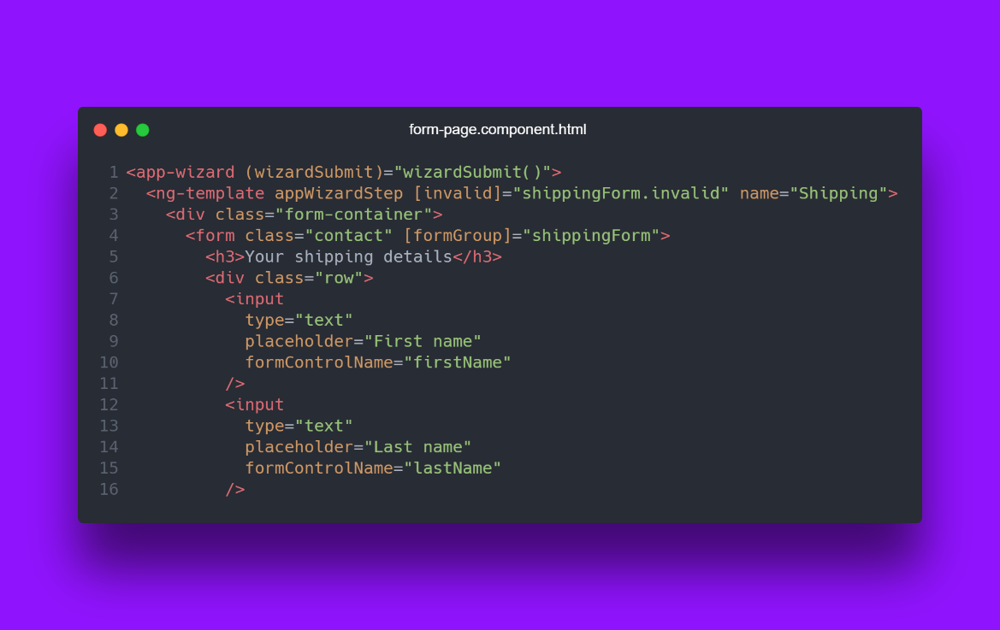 form-page.component.html
1 <app-wizard (wizardSubmit)="wizardSubmit()">
2   <ng-template appWizardStep [invalid]="shippingForm.invalid" name="Shipping">
3     <div class="form-container">
4       <form class="contact" [formGroup]="shippingForm">
5         <h3>Your shipping details</h3>
6         <div class="row">
7           <input
8             type="text"
9             placeholder="First name"
10             formControlName="firstName"
11           />
12           <input
13             type="text"
14             placeholder="Last name"
15             formControlName="lastName"
16           />